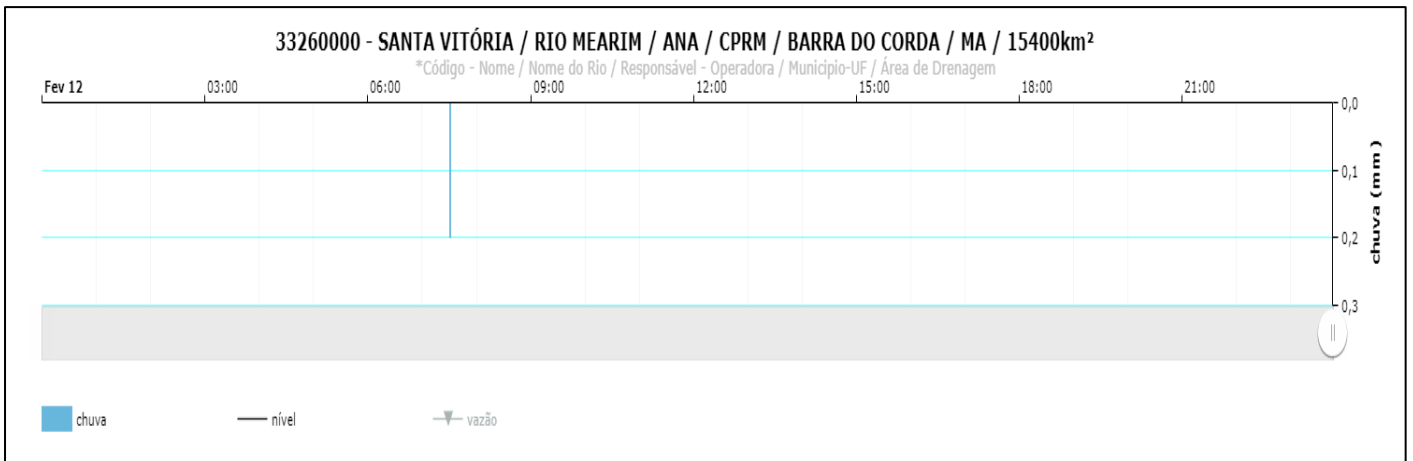 33260000 - SANTA VITÓRIA / RIO MEARIM / ANA / CPRM / BARRA DO CORDA / MA / 15400km²
*Código - Nome / Nome do Rio / Responsável - Operadora / Municipio-UF / Área de Drenagem
Fev 12 03:00 06:00 09:00 12:00 15:00 18:00 21:00
0,0
0,1
0,2
0,3
chuva (mm)
chuva nível vazão